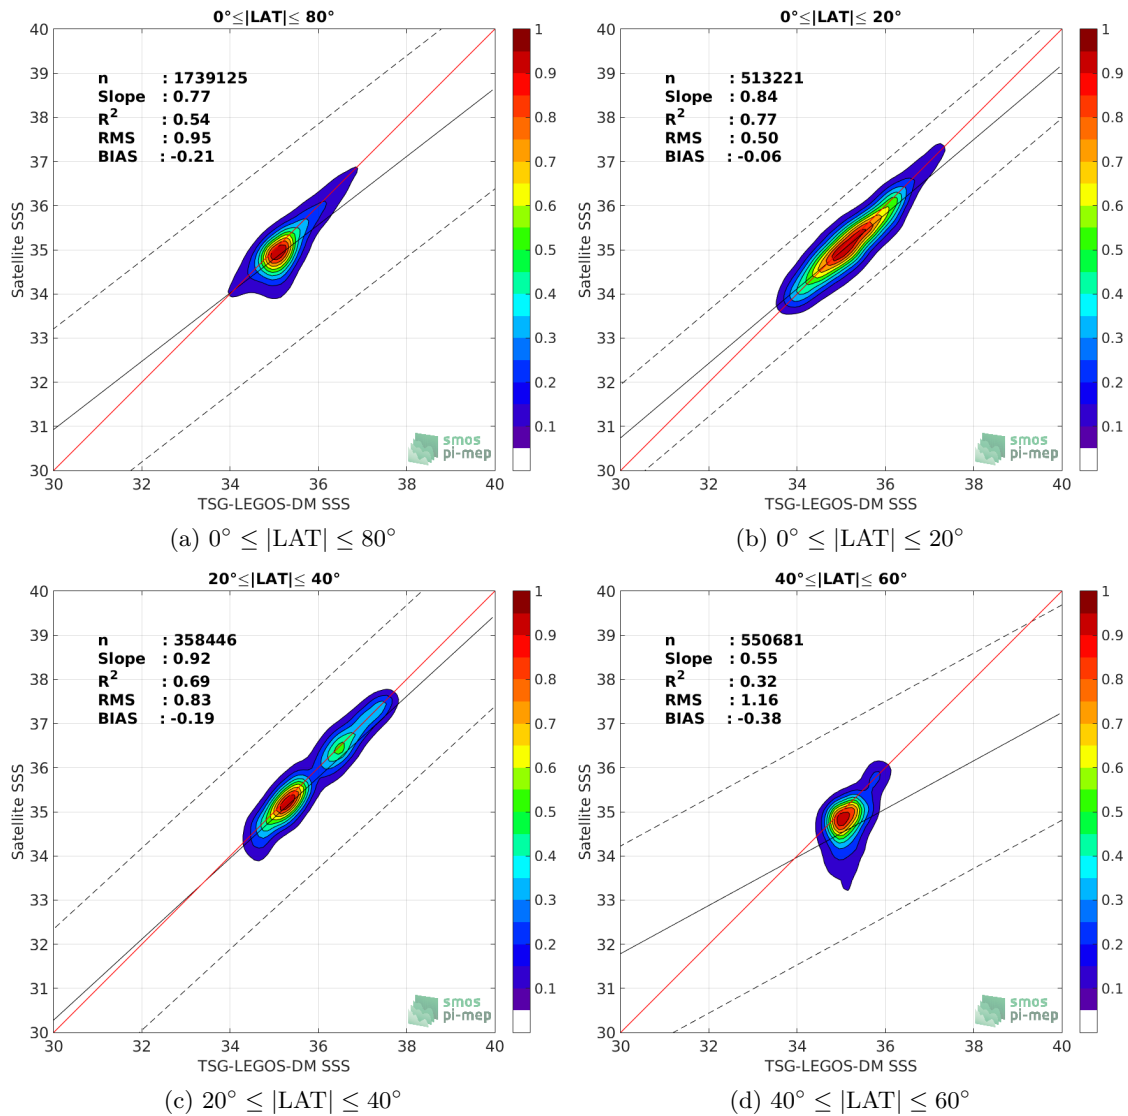 0°≤|LAT|≤ 80°
40
39
38
37
36
35
34
33
32
31
30
Satellite SSS
n : 1739125
Slope : 0.77
R2 : 0.54
RMS : 0.95
BIAS : -0.21
smos
pi-mep
30 32 34 36 38 40
TSG-LEGOS-DM SSS
1
0.9
0.8
0.7
0.6
0.5
0.4
0.3
0.2
0.1
(a) 0° ≤ |LAT| ≤ 80°
0°≤|LAT|≤ 20°
40
39
38
37
36
35
34
33
32
31
30
Satellite SSS
n : 513221
Slope : 0.84
R2 : 0.77
RMS : 0.50
BIAS : -0.06
smos
pi-mep
30 32 34 36 38 40
TSG-LEGOS-DM SSS
1
0.9
0.8
0.7
0.6
0.5
0.4
0.3
0.2
0.1
(b) 0° ≤ |LAT| ≤ 20°
20°≤|LAT|≤ 40°
40
39
38
37
36
35
34
33
32
31
30
Satellite SSS
n : 358446
Slope : 0.92
R2 : 0.69
RMS : 0.83
BIAS : -0.19
smos
pi-mep
30 32 34 36 38 40
TSG-LEGOS-DM SSS
1
0.9
0.8
0.7
0.6
0.5
0.4
0.3
0.2
0.1
(c) 20° ≤ |LAT| ≤ 40°
40°≤|LAT|≤ 60°
40
39
38
37
36
35
34
33
32
31
30
Satellite SSS
n : 550681
Slope : 0.55
R2 : 0.32
RMS : 1.16
BIAS : -0.38
smos
pi-mep
30 32 34 36 38 40
TSG-LEGOS-DM SSS
1
0.9
0.8
0.7
0.6
0.5
0.4
0.3
0.2
0.1
(d) 40° ≤ |LAT| ≤ 60°